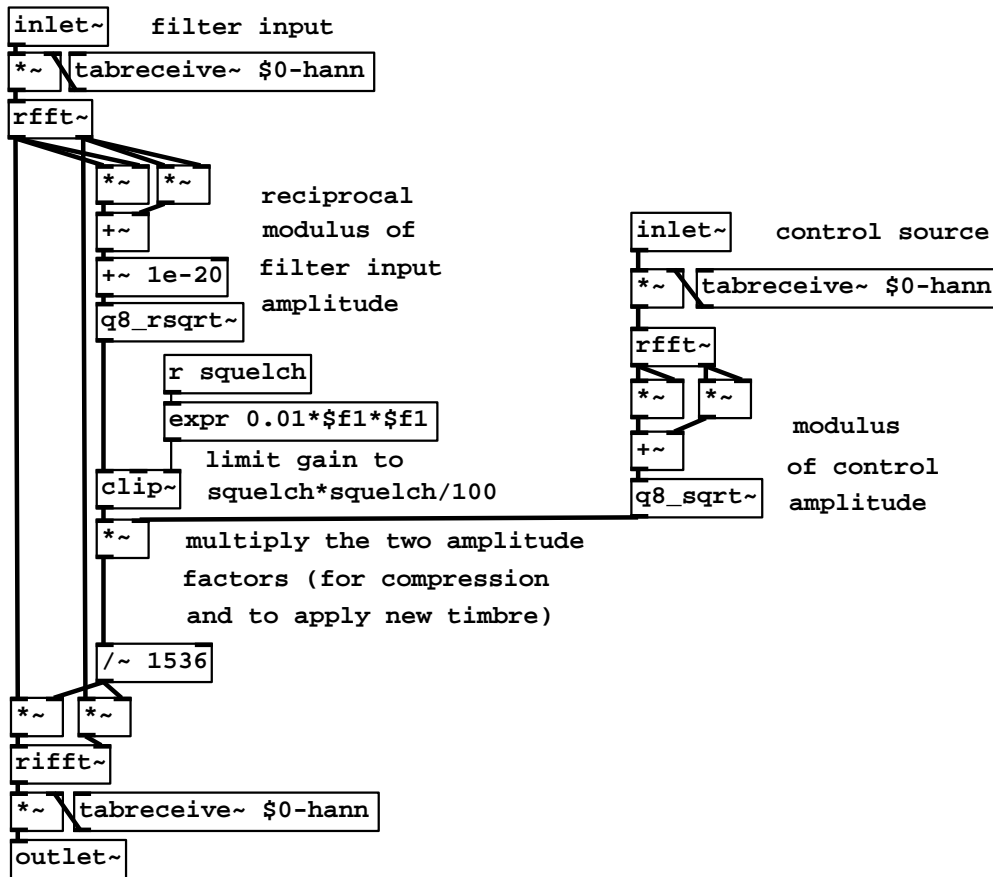 inlet~ filter input
*~ tabreceive~ $0-hann
rfft~
*~ *~
reciprocal
+~ modulus of
+~ 1e-20 filter input
q8_rsqrt~ amplitude
r squelch
expr 0.01*$f1*$f1
limit gain to
clip~ squelch*squelch/100
*~ multiply the two amplitude
factors (for compression
and to apply new timbre)
/~ 1536
*~ *~
rifft~
*~ tabreceive~ $0-hann
outlet~
inlet~ control source
*~ tabreceive~ $0-hann
rfft~
*~ *~
modulus
+~ of control
q8_sqrt~ amplitude